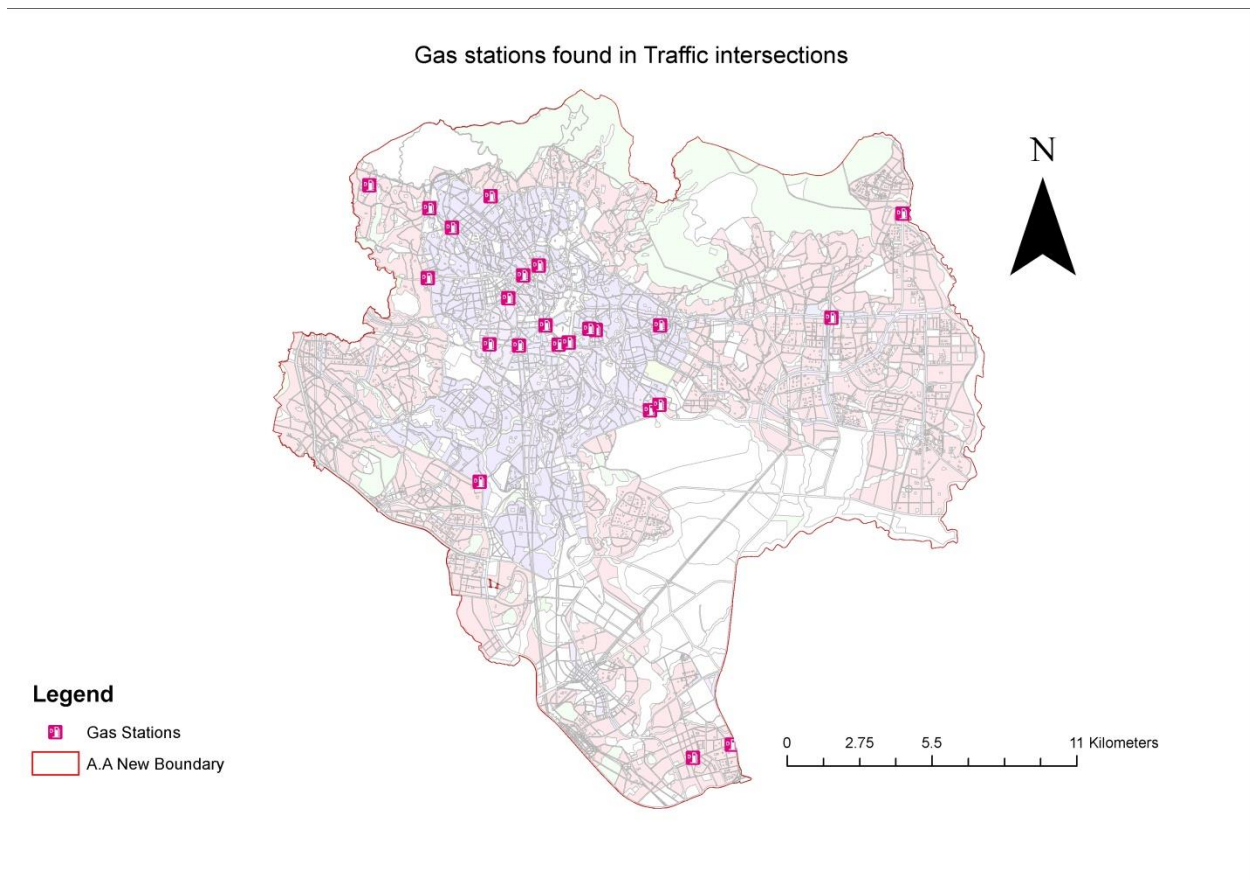 Gas stations found in Traffic intersections
N
Legend
Gas Stations
A.A New Boundary
0 2.75 5.5 11 Kilometers